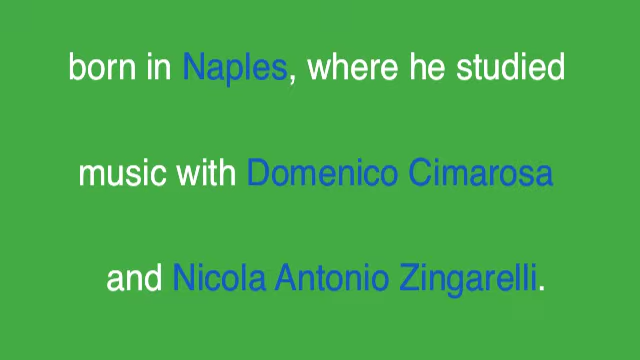 born in Naples, where he studied
music with Domenico Cimarosa
and Nicola Antonio Zingarelli.